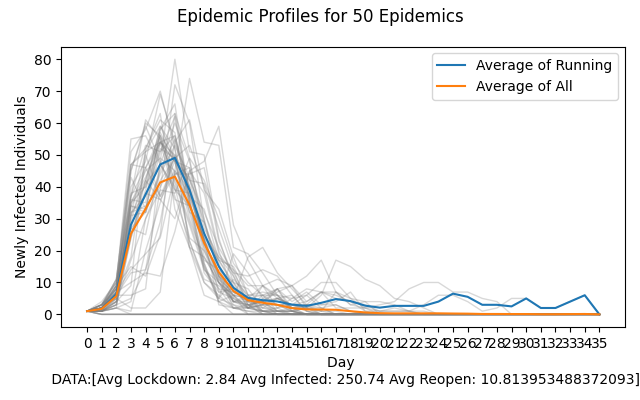 Epidemic Profiles for 50 Epidemics
Average of Running
Average of All
Newly Infected Individuals
80
70
60
50
40
30
20
10
0
0 1 2 3 4 5 6 7 8 9 10 11 12 13 14 15 16 17 18 19 20 21 22 23 24 25 26 27 28 29 30 31 32 33 34 35
Day
DATA:[Avg Lockdown: 2.84 Avg Infected: 250.74 Avg Reopen: 10.813953488372093]